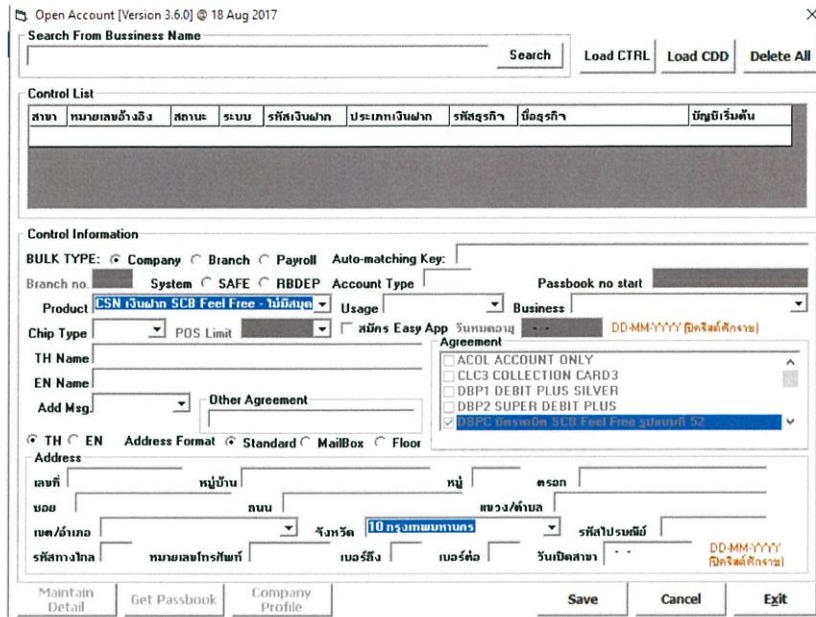 Open Account [Version 3.6.0] @ 18 Aug 2017
Search From Bussiness Name
Search Load CTRL Load CDD Delete All
Control List
สาขา หมายเลขอ้างอิง สถานะ ระบบ รหัสเงินฝาก ประเภทเงินฝาก รหัสธุรกิจ ชื่อธุรกิจ บัญชีเริ่มต้น
Control Information
BULK TYPE: Company Branch Payroll Auto-matching Key:
Branch no. System SAFE RBDEP Account Type Passbook no start
Product CSN เงินฝาก SCB Feel Free - ไม่มีสมุด Usage Business
Chip Type POS Limit สมัคร Easy App วันหมดอายุ - - DD-MM-YYYY (ปีคริสต์ศักราช)
TH Name
EN Name
Add Msg. Other Agreement
Agreement
ACOL ACCOUNT ONLY
CLC3 COLLECTION CARD3
DBP1 DEBIT PLUS SILVER
DBP2 SUPER DEBIT PLUS
DBPC บัตรเดบิต SCB Feel Free รูปแบบที่ 52
TH EN Address Format Standard MailBox Floor
Address
เลขที่ หมู่บ้าน หมู่ ตรอก
ซอย ถนน แขวง/ตำบล
เขต/อำเภอ จังหวัด 10 กรุงเทพมหานคร รหัสไปรษณีย์
รหัสทางไกล หมายเลขโทรศัพท์ เบอร์ถึง เบอร์ต่อ วันเปิดสาขา - - DD-MM-YYYY (ปีคริสต์ศักราช)
Maintain Detail Get Passbook Company Profile Save Cancel Exit